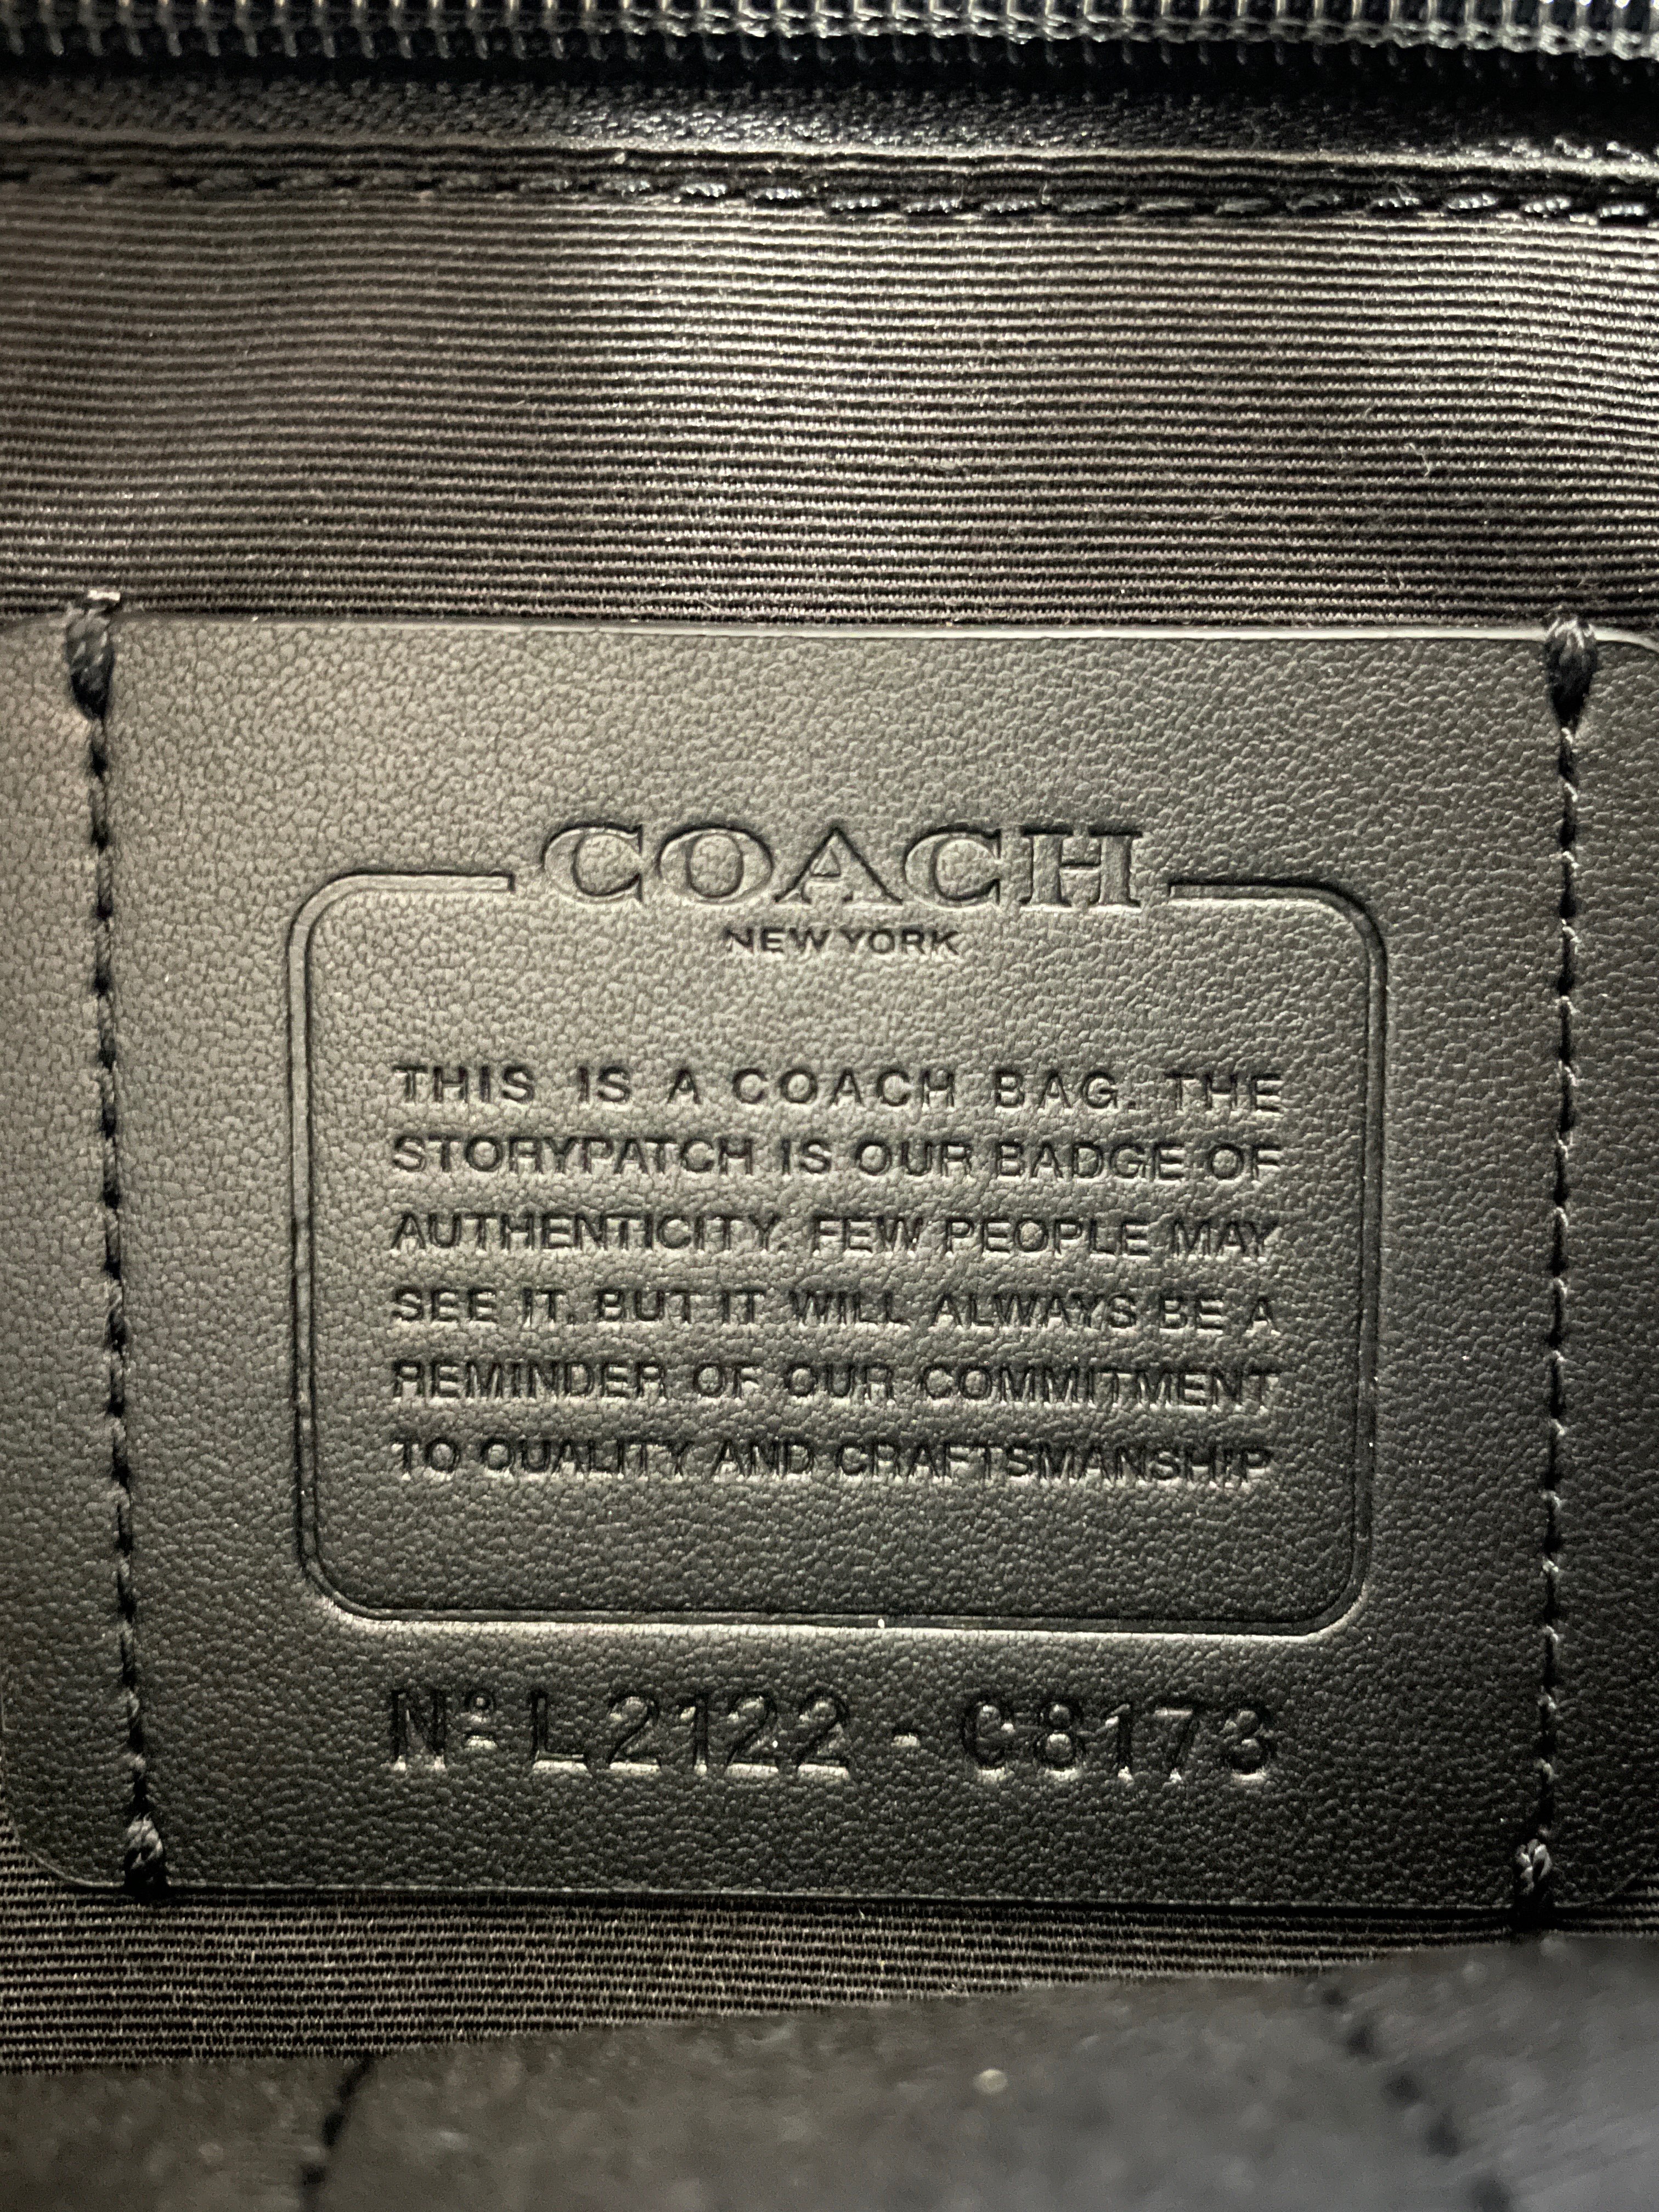 COACH
NEW YORK
THIS IS A COACH BAG. THE
STORYPATCH IS OUR BADGE OF
AUTHENTICITY. FEW PEOPLE MAY
SEE IT. BUT IT WILL ALWAYS BE A
REMINDER OF OUR COMMITMENT
TO QUALITY AND CRAFTSMANSHIP
Nº L2122 - C8173